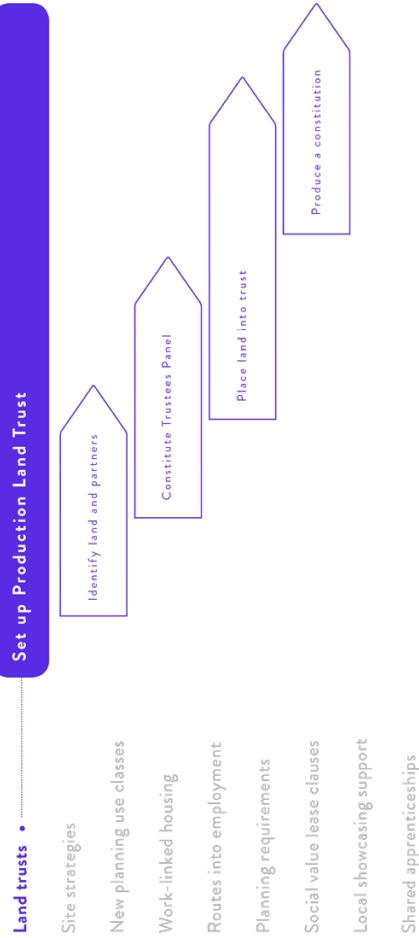 Land trusts
Set up Production Land Trust
Identify land and partners
Constitute Trustees Panel
Place land into trust
Produce a constitution
Site strategies
New planning use classes
Work-linked housing
Routes into employment
Planning requirements
Social value lease clauses
Local showcasing support
Shared apprenticeships